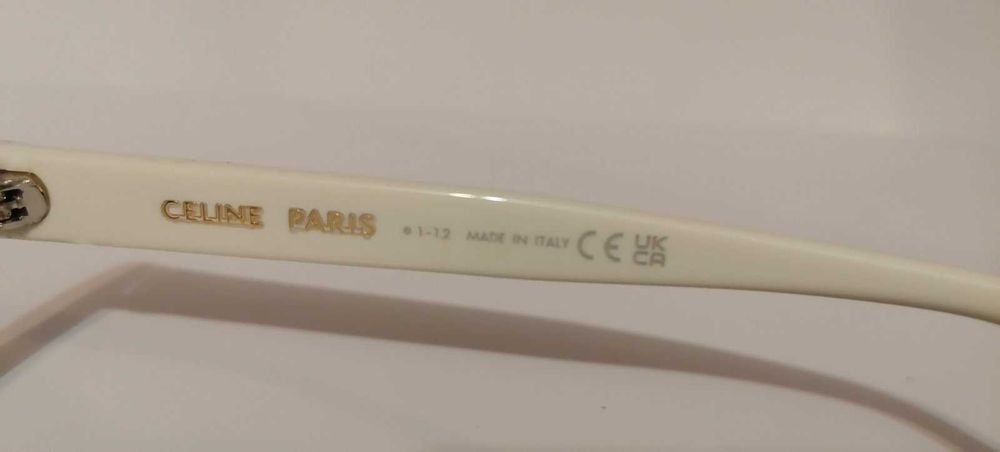 CELINE PARIS e 1-1.2 MADE IN ITALY CE UK CA